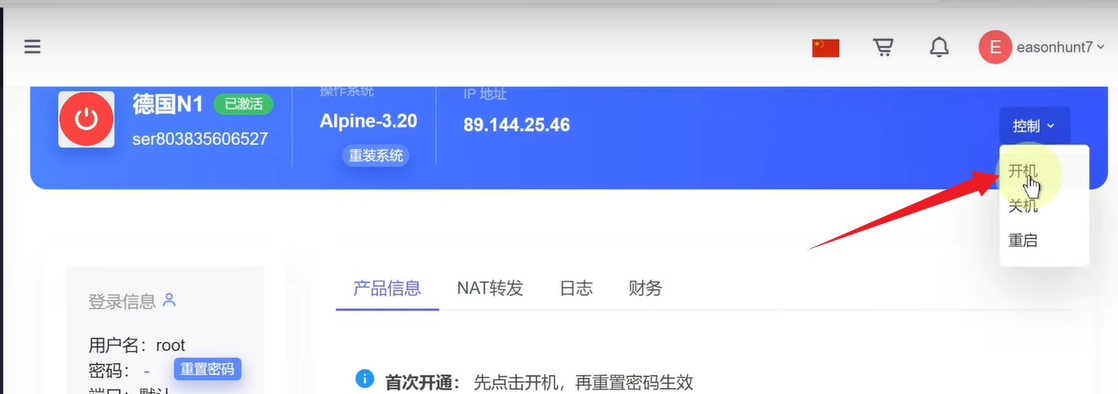 E easonhunt7
德国N1 已激活
ser803835606527
操作系统
Alpine-3.20
重装系统
IP 地址
89.144.25.46
控制
开机
关机
重启
登录信息
用户名：root
密码： - 重置密码
端口：默认
产品信息 NAT转发 日志 财务
首次开通： 先点击开机，再重置密码生效